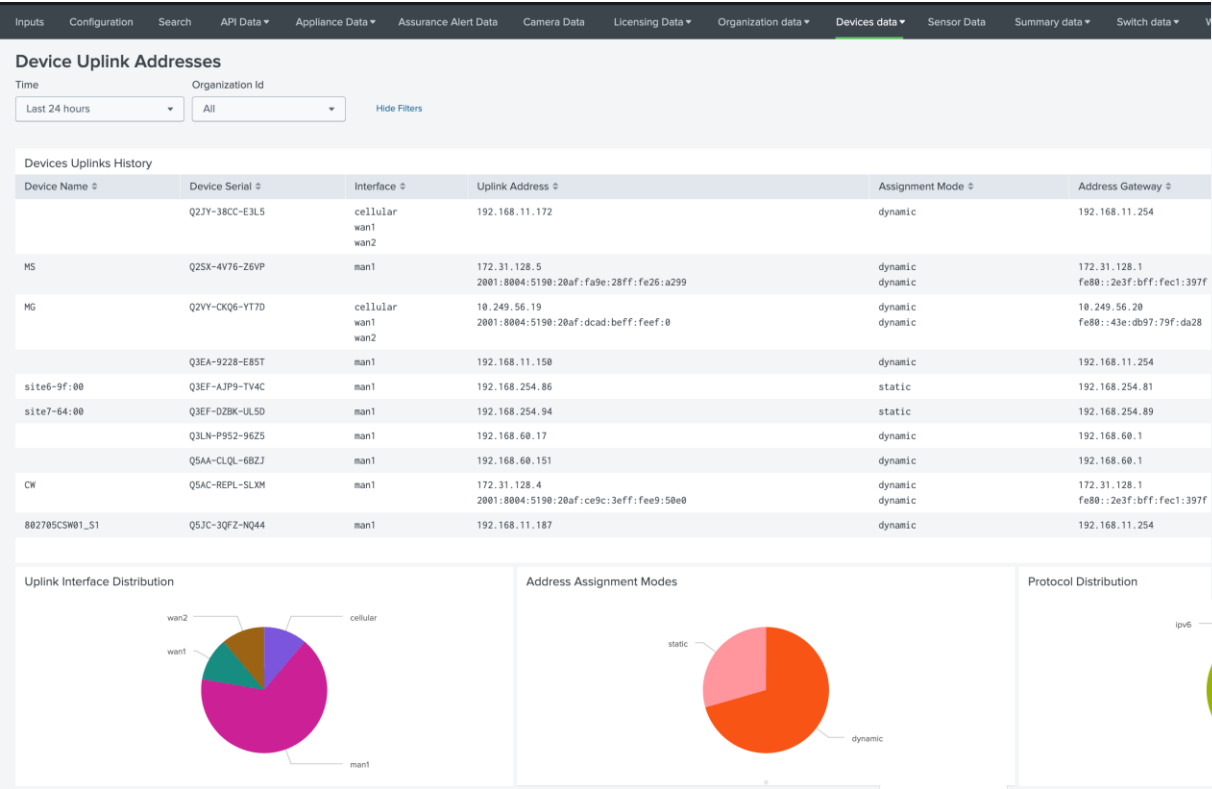 Inputs Configuration Search API Data Appliance Data Assurance Alert Data Camera Data Licensing Data Organization data Devices data Sensor Data Summary data Switch data
Device Uplink Addresses
Time Organization Id
Last 24 hours All Hide Filters
Devices Uplinks History
Device Name Device Serial Interface Uplink Address Assignment Mode Address Gateway
Q2JY-38CC-E3L5 cellular 192.168.11.172 dynamic 192.168.11.254
wan1
wan2
MS Q2SX-4V76-Z6VP man1 172.31.128.5 dynamic 172.31.128.1
2001:8004:5190:20af:fa9e:28ff:fe26:a299 dynamic fe80::2e3f:bff:fec1:397f
MG Q2VY-CKQ6-YT7D cellular 10.249.56.19 dynamic 10.249.56.20
wan1 2001:8004:5190:20af:dcad:beff:feef:0 dynamic fe80::43e:db97:79f:da28
wan2
Q3EA-9228-E85T man1 192.168.11.150 dynamic 192.168.11.254
site6-9f:00 Q3EF-AJP9-TV4C man1 192.168.254.86 static 192.168.254.81
site7-64:00 Q3EF-DZBK-UL5D man1 192.168.254.94 static 192.168.254.89
Q3LN-P952-96Z5 man1 192.168.60.17 dynamic 192.168.60.1
Q5AA-CLQL-6BZJ man1 192.168.60.151 dynamic 192.168.60.1
CW Q5AC-REPL-SLXM man1 172.31.128.4 dynamic 172.31.128.1
2001:8004:5190:20af:ce9c:3eff:fee9:50e0 dynamic fe80::2e3f:bff:fec1:397f
802705CSW01_S1 Q5JC-3QFZ-NQ44 man1 192.168.11.187 dynamic 192.168.11.254
Uplink Interface Distribution Address Assignment Modes Protocol Distribution
wan2 cellular
wan1
man1
static
dynamic
ipv6